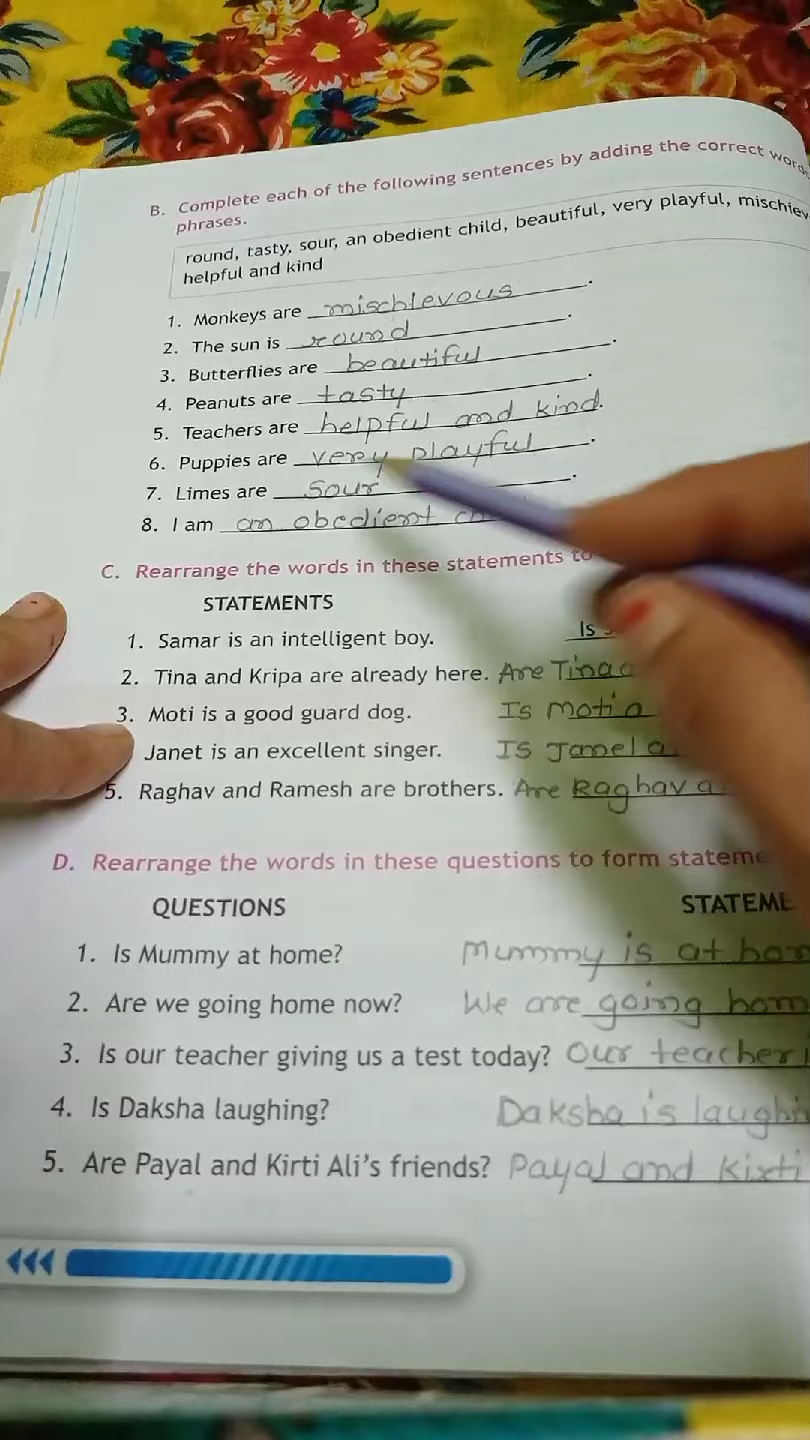 B. Complete each of the following sentences by adding the correct
phrases.
round, tasty, sour, an obedient child, beautiful, very playful,
helpful and kind
1. Monkeys are mischievous.
2. The sun is round.
3. Butterflies are beautiful.
4. Peanuts are tasty.
5. Teachers are helpful and kind.
6. Puppies are very playful.
7. Limes are sour.
8. I am an obedient
C. Rearrange the words in these statements to
STATEMENTS
1. Samar is an intelligent boy. Is
2. Tina and Kripa are already here. Are Tina
3. Moti is a good guard dog. Is Moti a
Janet is an excellent singer. Is
5. Raghav and Ramesh are brothers. Are Raghav a
D. Rearrange the words in these questions to form
QUESTIONS
1. Is Mummy at home? Mummy is at
2. Are we going home now? We are going
3. Is our teacher giving us a test today? Our teacher
4. Is Daksha laughing? Daksha is
5. Are Payal and Kirti Ali's friends? Payal and Kirti